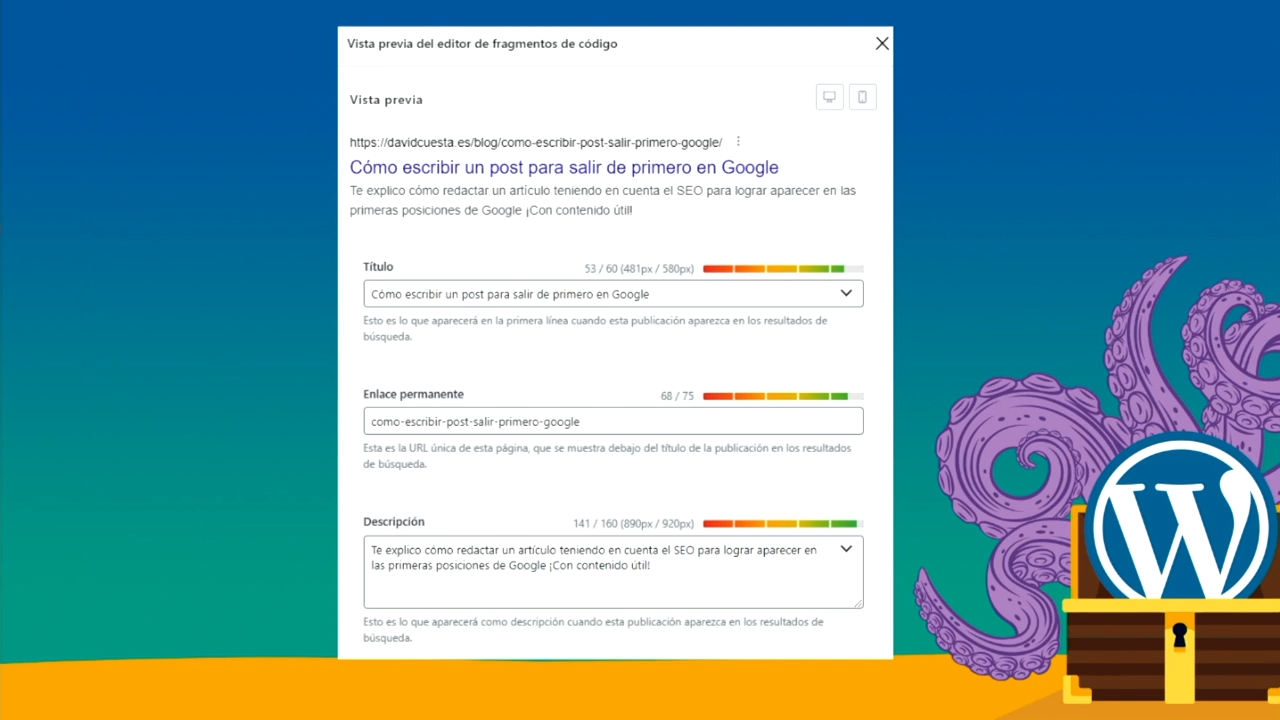 Vista previa del editor de fragmentos de código
Vista previa
https://davidcuesta.es/blog/como-escribir-post-salir-primero-google/
Cómo escribir un post para salir de primero en Google
Te explico cómo redactar un artículo teniendo en cuenta el SEO para lograr aparecer en las
primeras posiciones de Google ¡Con contenido útil!
Título 53 / 60 (481px / 580px)
Cómo escribir un post para salir de primero en Google
Esto es lo que aparecerá en la primera línea cuando esta publicación aparezca en los resultados de
búsqueda.
Enlace permanente 68 / 75
como-escribir-post-salir-primero-google
Esta es la URL única de esta página, que se muestra debajo del título de la publicación en los resultados
de búsqueda.
Descripción 141 / 160 (890px / 920px)
Te explico cómo redactar un artículo teniendo en cuenta el SEO para lograr aparecer en
las primeras posiciones de Google ¡Con contenido útil!
Esto es lo que aparecerá como descripción cuando esta publicación aparezca en los resultados de
búsqueda.
W